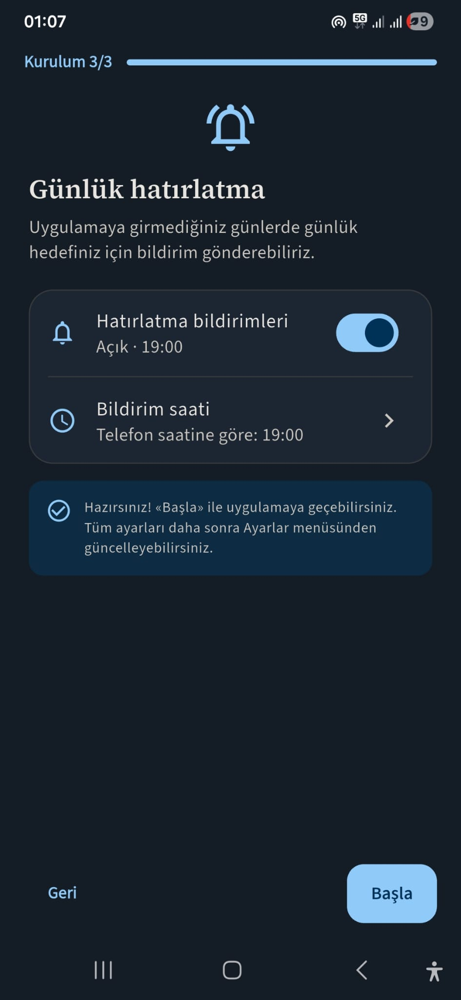 01:07
5G
9
Kurulum 3/3
Günlük hatırlatma
Uygulamaya girmediğiniz günlerde günlük
hedefiniz için bildirim gönderebiliriz.
Hatırlatma bildirimleri
Açık · 19:00
Bildirim saati
Telefon saatine göre: 19:00
Hazırsınız! «Başla» ile uygulamaya geçebilirsiniz.
Tüm ayarları daha sonra Ayarlar menüsünden
güncelleyebilirsiniz.
Geri
Başla